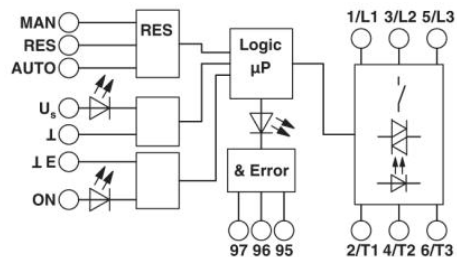 MAN
RES
AUTO
RES
U_s
⊥
⊥ E
ON
Logic
μP
& Error
97 96 95
1/L1 3/L2 5/L3
2/T1 4/T2 6/T3